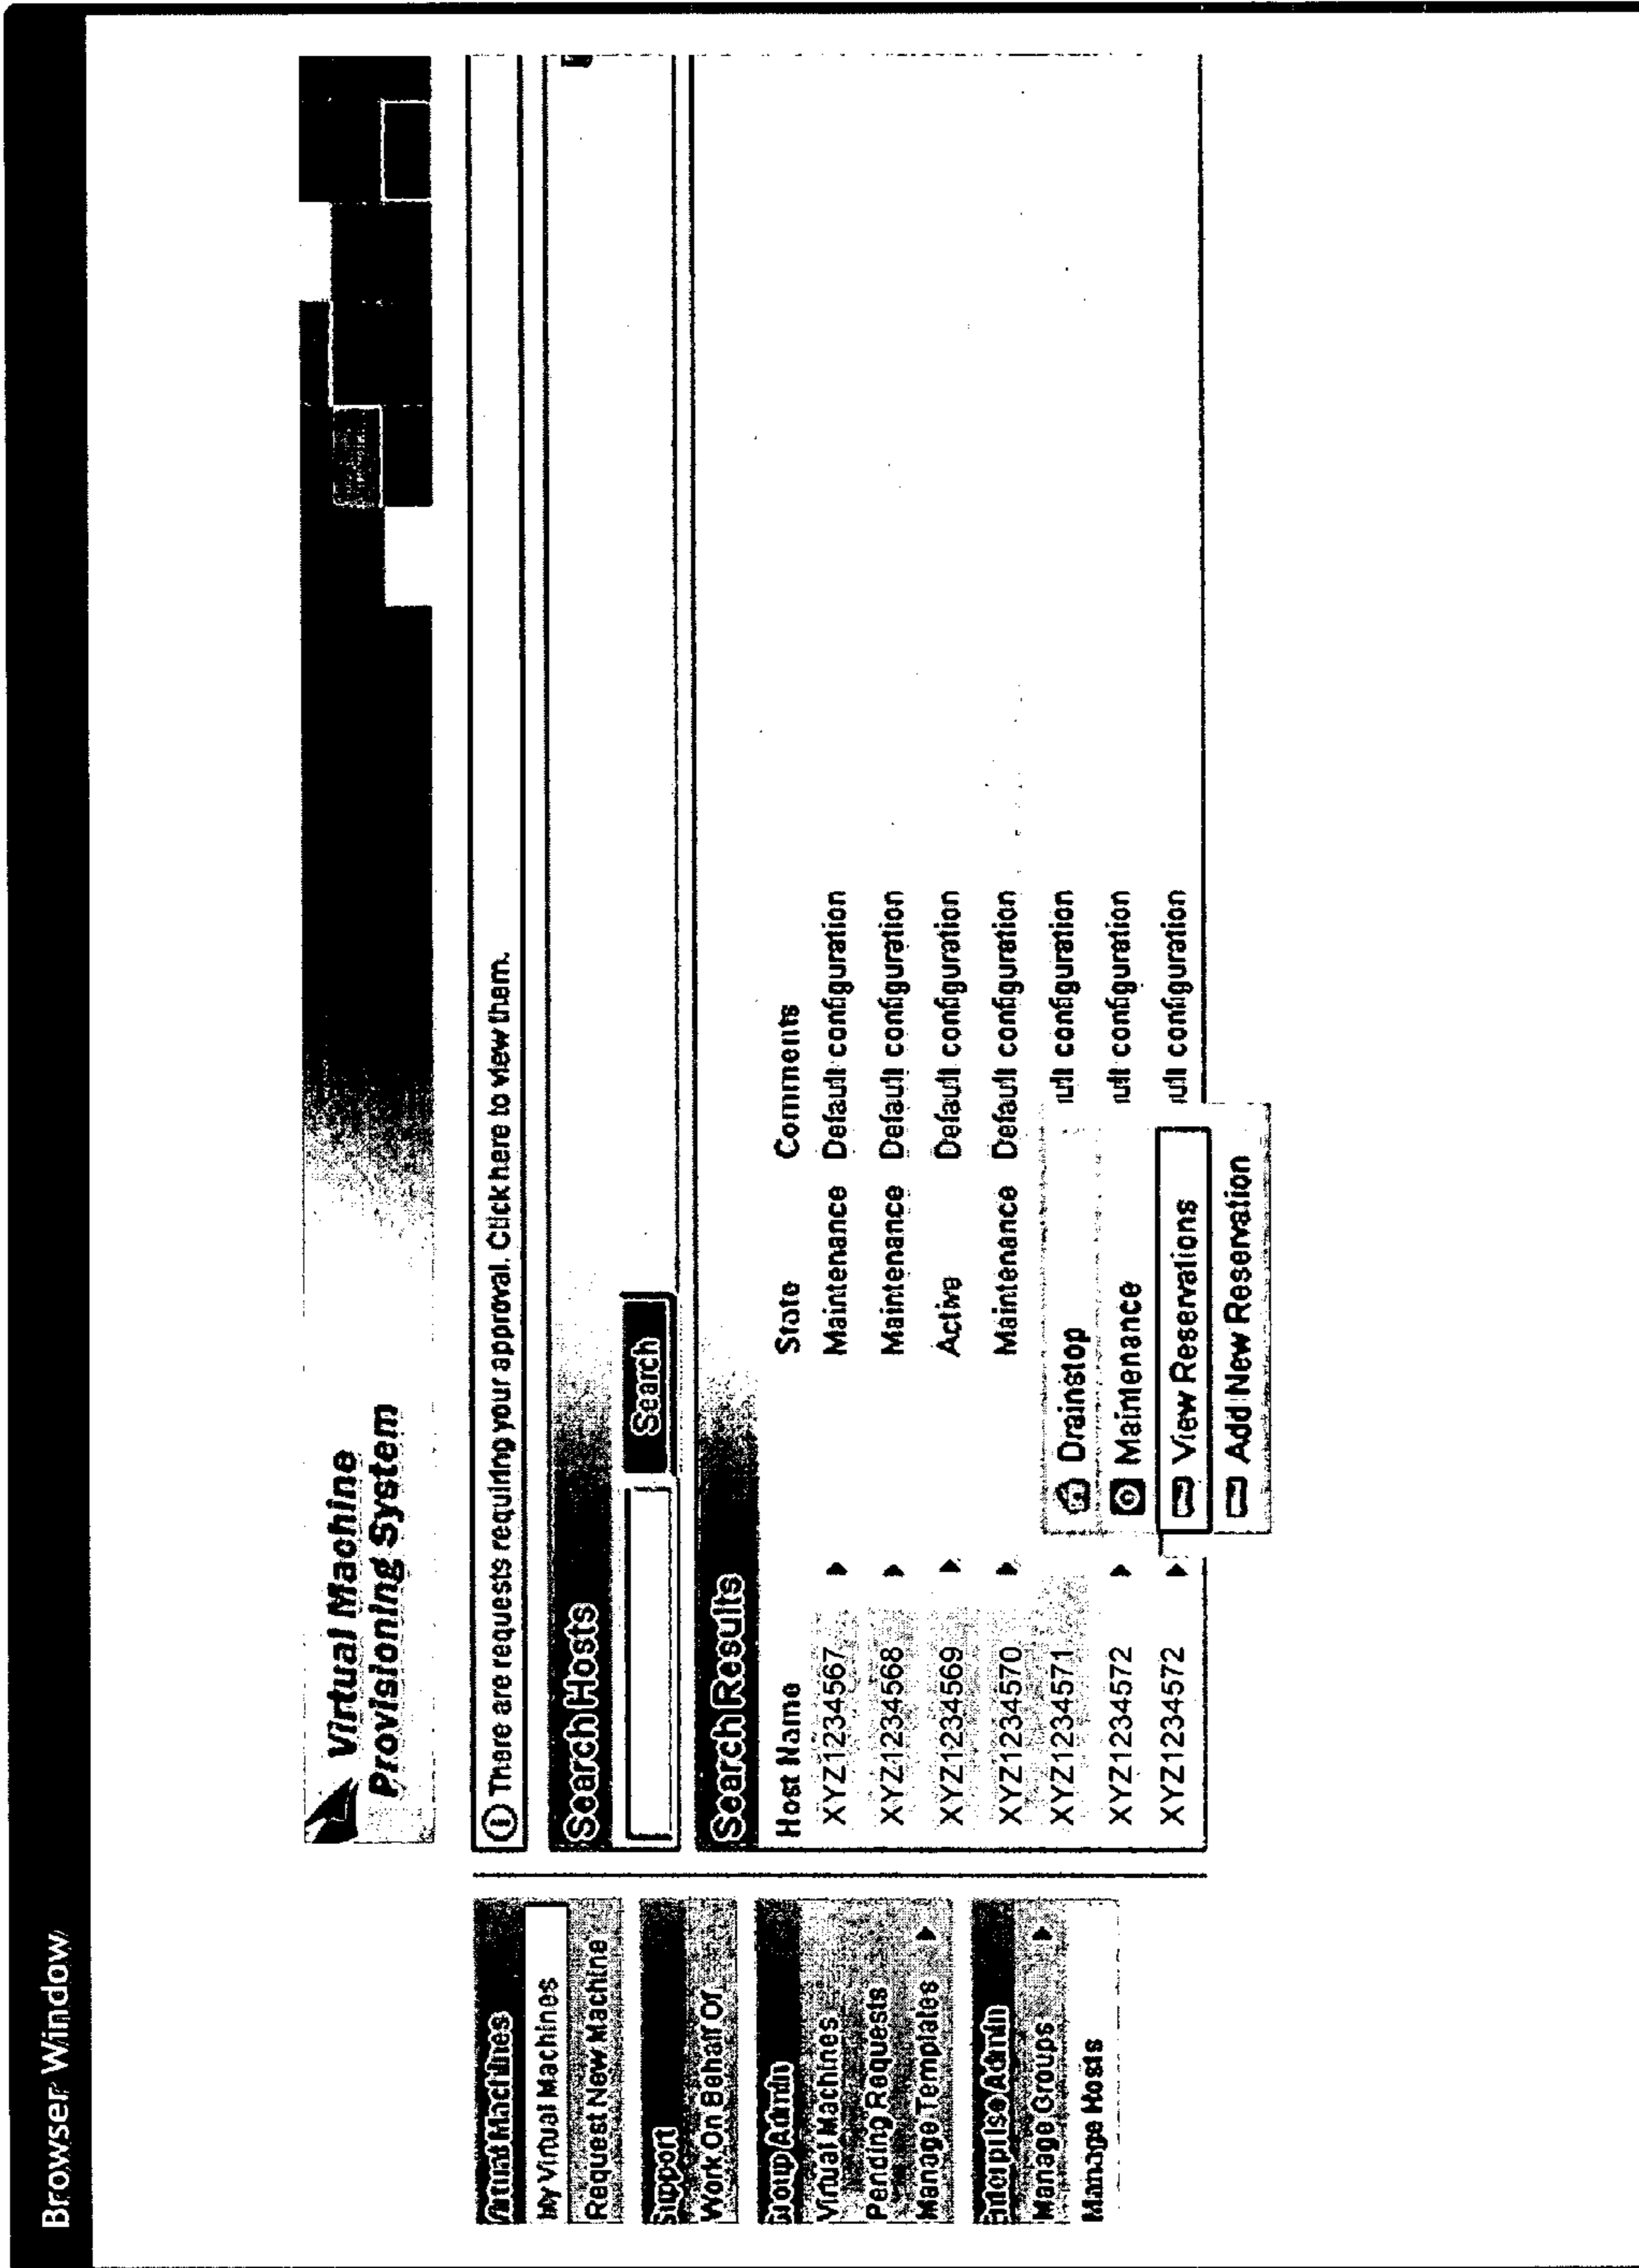 Browser Window
Virtual Machine
Provisioning System
There are requests requiring your approval. Click here to view them.
Virtual Machines
My Virtual Machines
Request New Machine
Support
Work On Behalf Of
Group Admin
Virtual Machines
Pending Requests
Manage Templates
Enterprise Admin
Manage Groups
Manage Hosts
Search Hosts
Search
Search Results
Host Name State Comments
XYZ1234567 Maintenance Default configuration
XYZ1234568 Maintenance Default configuration
XYZ1234569 Active Default configuration
XYZ1234570 Maintenance Default configuration
XYZ1234571 ult configuration
XYZ1234572 ult configuration
XYZ1234572 ult configuration
Drainstop
Maintenance
View Reservations
Add New Reservation